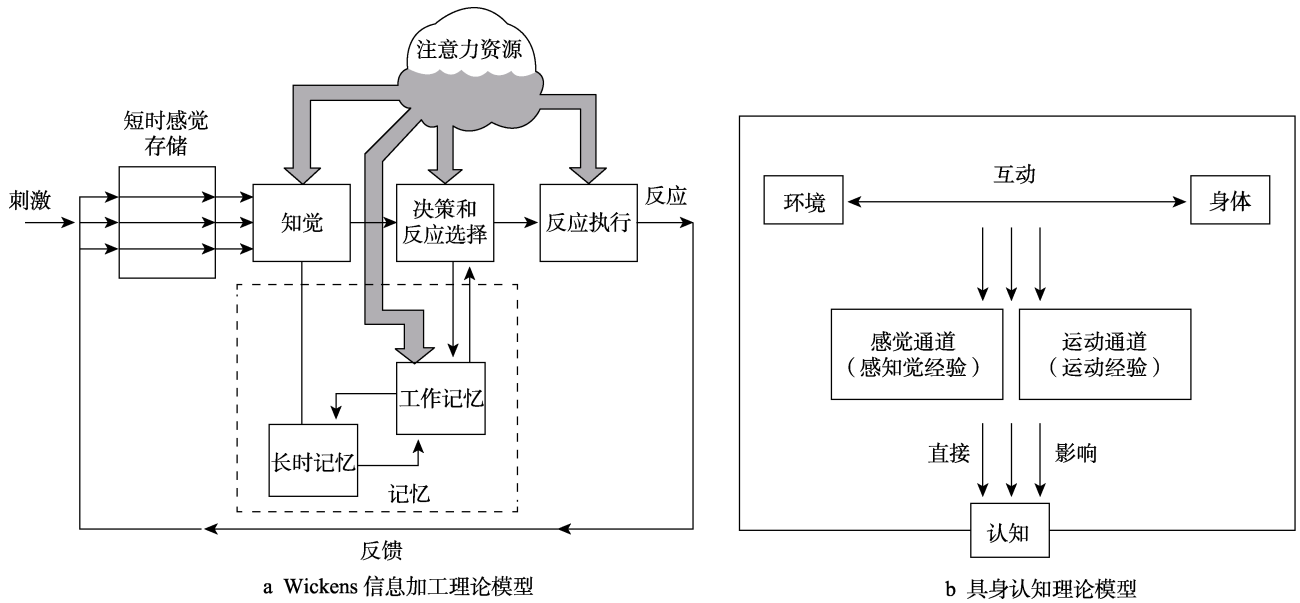 注意力资源
短时感觉
存储
刺激
知觉
决策和
反应选择
反应执行
反应
工作记忆
长时记忆
记忆
反馈
a Wickens 信息加工理论模型
互动
环境
身体
感觉通道
（感知觉经验）
运动通道
（运动经验）
直接
影响
认知
b 具身认知理论模型